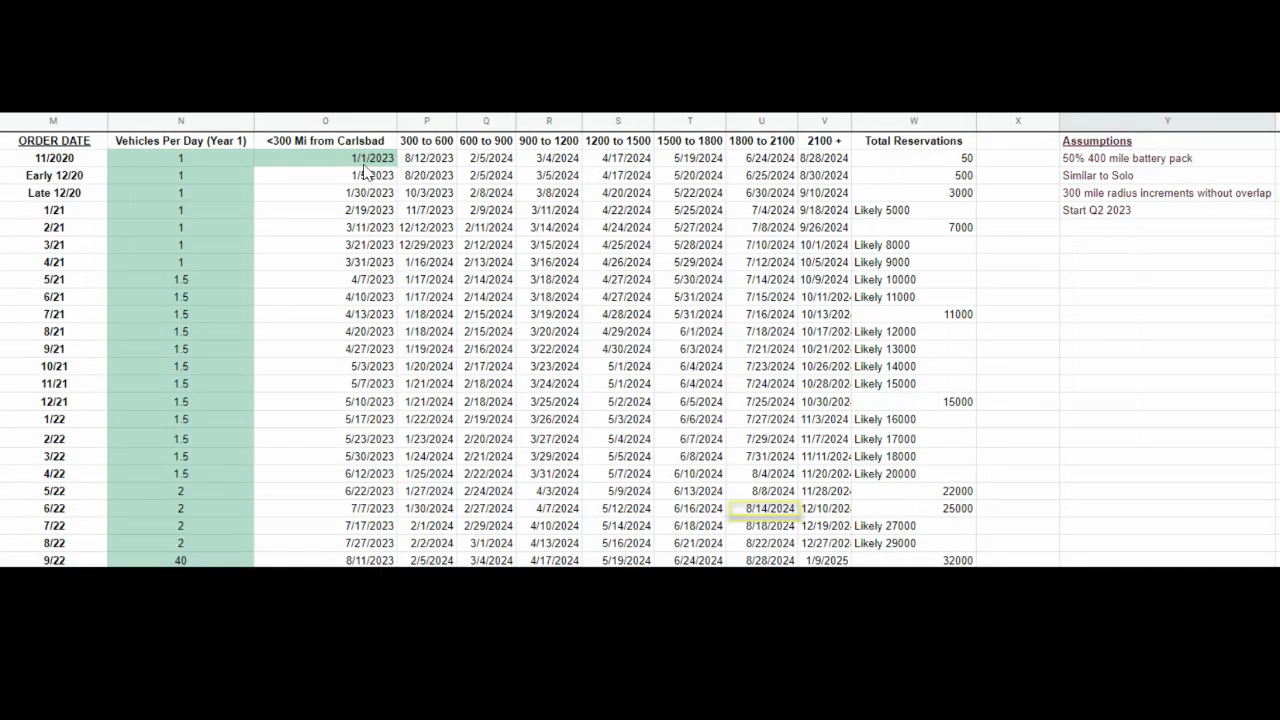 M N O P Q R S T U V W X Y
ORDER DATE Vehicles Per Day (Year 1) <300 Mi from Carlsbad 300 to 600 600 to 900 900 to 1200 1200 to 1500 1500 to 1800 1800 to 2100 2100 + Total Reservations Assumptions
11/2020 1 1/1/2023 8/12/2023 2/5/2024 3/4/2024 4/17/2024 5/19/2024 6/24/2024 8/28/2024 50 50% 400 mile battery pack
Early 12/20 1 8/20/2023 2/5/2024 3/5/2024 4/17/2024 5/20/2024 6/25/2024 8/30/2024 500 Similar to Solo
Late 12/20 1 1/30/2023 10/3/2023 2/8/2024 3/8/2024 4/20/2024 5/22/2024 6/30/2024 9/10/2024 3000 300 mile radius increments without overlap
1/21 1 2/19/2023 11/7/2023 2/9/2024 3/11/2024 4/22/2024 5/25/2024 7/4/2024 9/18/2024 Likely 5000 Start Q2 2023
2/21 1 3/11/2023 12/12/2023 2/11/2024 3/14/2024 4/24/2024 5/27/2024 7/8/2024 9/26/2024 7000
3/21 1 3/21/2023 12/29/2023 2/12/2024 3/15/2024 4/25/2024 5/28/2024 7/10/2024 10/1/2024 Likely 8000
4/21 1 3/31/2023 1/16/2024 2/13/2024 3/16/2024 4/26/2024 5/29/2024 7/12/2024 10/5/2024 Likely 9000
5/21 1.5 4/7/2023 1/17/2024 2/14/2024 3/18/2024 4/27/2024 5/30/2024 7/14/2024 10/9/2024 Likely 10000
6/21 1.5 4/10/2023 1/17/2024 2/14/2024 3/18/2024 4/27/2024 5/31/2024 7/15/2024 10/11/202 Likely 11000
7/21 1.5 4/13/2023 1/18/2024 2/15/2024 3/19/2024 4/28/2024 5/31/2024 7/16/2024 10/13/202 11000
8/21 1.5 4/20/2023 1/18/2024 2/15/2024 3/20/2024 4/29/2024 6/1/2024 7/18/2024 10/17/202 Likely 12000
9/21 1.5 4/27/2023 1/19/2024 2/16/2024 3/22/2024 4/30/2024 6/3/2024 7/21/2024 10/21/202 Likely 13000
10/21 1.5 5/3/2023 1/20/2024 2/17/2024 3/23/2024 5/1/2024 6/4/2024 7/23/2024 10/26/202 Likely 14000
11/21 1.5 5/7/2023 1/21/2024 2/18/2024 3/24/2024 5/1/2024 6/4/2024 7/24/2024 10/28/202 Likely 15000
12/21 1.5 5/10/2023 1/21/2024 2/18/2024 3/25/2024 5/2/2024 6/5/2024 7/25/2024 10/30/202 15000
1/22 1.5 5/17/2023 1/22/2024 2/19/2024 3/26/2024 5/3/2024 6/6/2024 7/27/2024 11/3/2024 Likely 16000
2/22 1.5 5/23/2023 1/23/2024 2/20/2024 3/27/2024 5/4/2024 6/7/2024 7/29/2024 11/7/2024 Likely 17000
3/22 1.5 5/30/2023 1/24/2024 2/21/2024 3/29/2024 5/5/2024 6/8/2024 7/31/2024 11/11/202 Likely 18000
4/22 1.5 6/12/2023 1/25/2024 2/22/2024 3/31/2024 5/7/2024 6/10/2024 8/4/2024 11/20/202 Likely 20000
5/22 2 6/22/2023 1/27/2024 2/24/2024 4/3/2024 5/9/2024 6/13/2024 8/8/2024 11/28/202 22000
6/22 2 7/7/2023 1/30/2024 2/27/2024 4/7/2024 5/12/2024 6/16/2024 8/14/2024 12/10/202 25000
7/22 2 7/17/2023 2/1/2024 2/29/2024 4/10/2024 5/14/2024 6/18/2024 8/18/2024 12/19/202 Likely 27000
8/22 2 7/27/2023 2/2/2024 3/1/2024 4/13/2024 5/16/2024 6/21/2024 8/22/2024 12/27/202 Likely 29000
9/22 40 8/11/2023 2/5/2024 3/4/2024 4/17/2024 5/19/2024 6/24/2024 8/28/2024 1/9/2025 32000